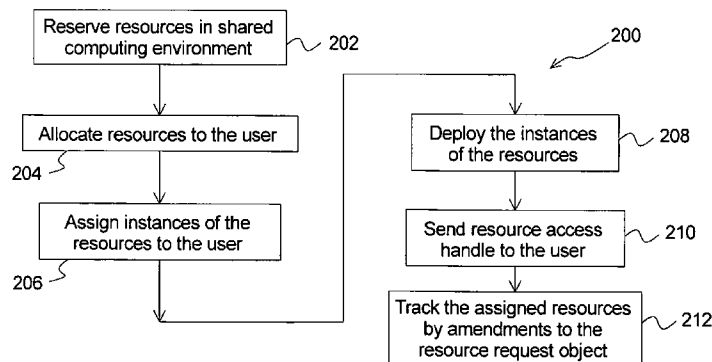 Reserve resources in shared
computing environment
202
Allocate resources to the user
204
Assign instances of the
resources to the user
206
200
Deploy the instances
of the resources
208
Send resource access
handle to the user
210
Track the assigned resources
by amendments to the
resource request object
212